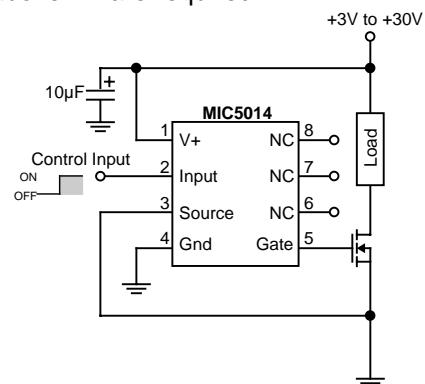 +3V to +30V
10µF
+
MIC5014
Control Input
ON
OFF
1 V+ NC 8
2 Input NC 7
3 Source NC 6
4 Gnd Gate 5
Load